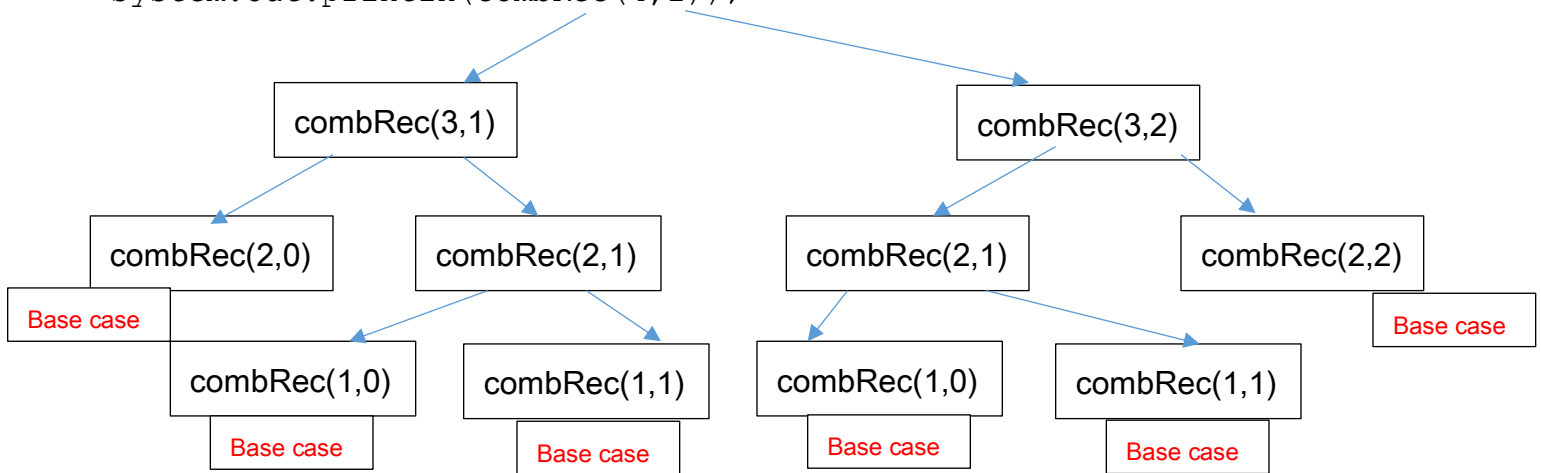 combRec(3,1)
combRec(3,2)
combRec(2,0)
combRec(2,1)
combRec(2,1)
combRec(2,2)
Base case
Base case
combRec(1,0)
combRec(1,1)
combRec(1,0)
combRec(1,1)
Base case
Base case
Base case
Base case